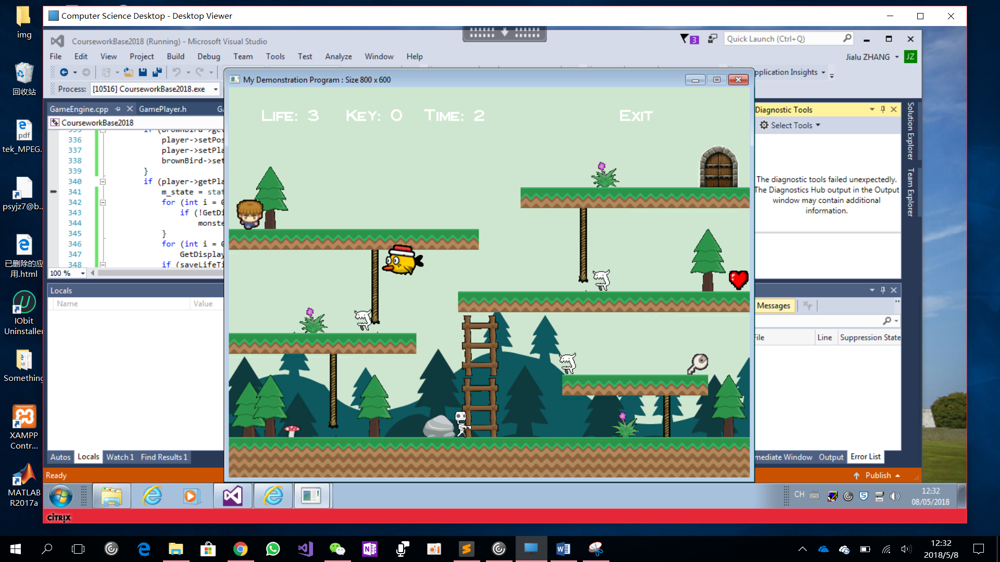 Computer Science Desktop - Desktop Viewer
img
回收站
pdf
tek_MPEG.
psyjz7@b...
已删除的应
用.html
IObit
Uninstaller
Something
XAMPP
Contr...
MATLAB
R2017a
CourseworkBase2018 (Running) - Microsoft Visual Studio
3
Quick Launch (Ctrl+Q)
File Edit View Project Build Debug Team Tools Test Analyze Window Help
Jialu ZHANG JZ
pplication Insights
Process: [10516] CourseworkBase2018.exe
My Demonstration Program : Size 800 x 600
GameEngine.cpp GamePlayer.h
CourseworkBase2018
336 player->setPos
337 player->setPla
338 brownBird->set
339 }
340 if (player->getPla
341 m_state = stat
342 for (int i = 0
343 if (!GetDi
344 monste
345 }
346 for (int i = 0
347 GetDisplay
348 if (saveLifeTi
100 %
Locals
Name Value
Autos Locals Watch 1 Find Results 1
Ready
Life: 3 Key: 0 Time: 2 Exit
Diagnostic Tools
Select Tools
The diagnostic tools failed unexpectedly.
The Diagnostics Hub output in the Output
window may contain additional
information.
Solution Explorer
Team Explorer
Messages
File Line Suppression State
mediate Window Output Error List
Publish
CH
12:32
08/05/2018
CİTRIX
12:32
2018/5/8